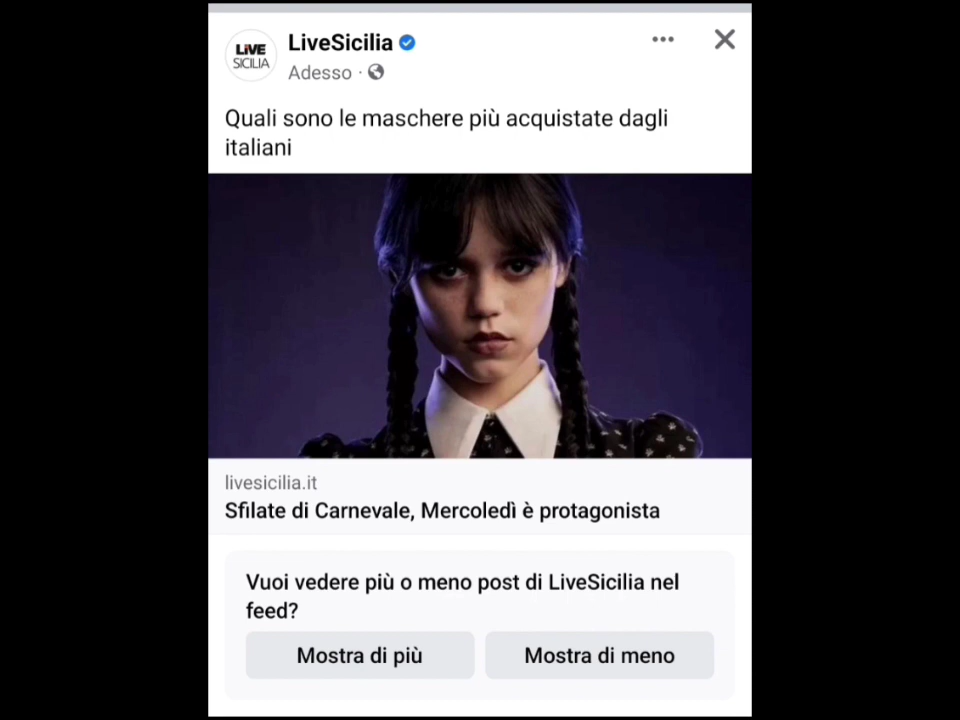 LiVE
SICILIA
LiveSicilia
Adesso ·
Quali sono le maschere più acquistate dagli
italiani
livesicilia.it
Sfilate di Carnevale, Mercoledì è protagonista
Vuoi vedere più o meno post di LiveSicilia nel
feed?
Mostra di più
Mostra di meno